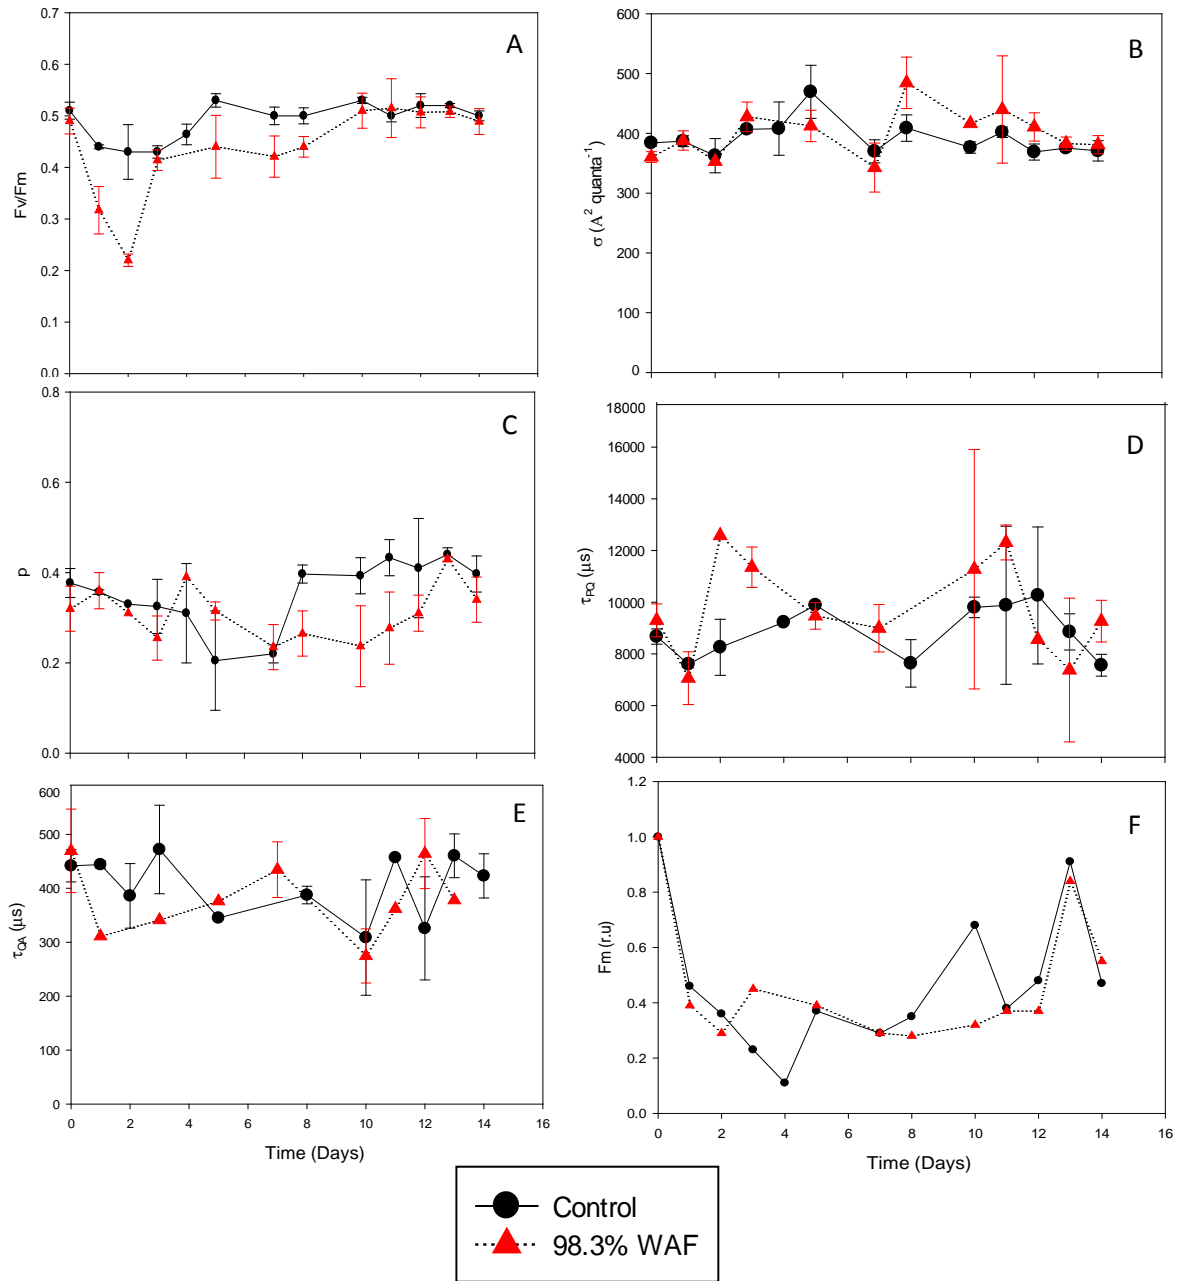 A
0.7
0.6
0.5
0.4
0.3
0.2
0.1
0.0
Fv/Fm
B
600
500
400
300
200
100
0
σ (A² quanta⁻¹)
C
0.8
0.6
0.4
0.2
0.0
p
D
18000
16000
14000
12000
10000
8000
6000
4000
τPQ (µs)
E
600
500
400
300
200
100
0
τQA (µs)
0 2 4 6 8 10 12 14 16
Time (Days)
F
1.2
1.0
0.8
0.6
0.4
0.2
0.0
Fm (r.u)
0 2 4 6 8 10 12 14 16
Time (Days)
Control
98.3% WAF